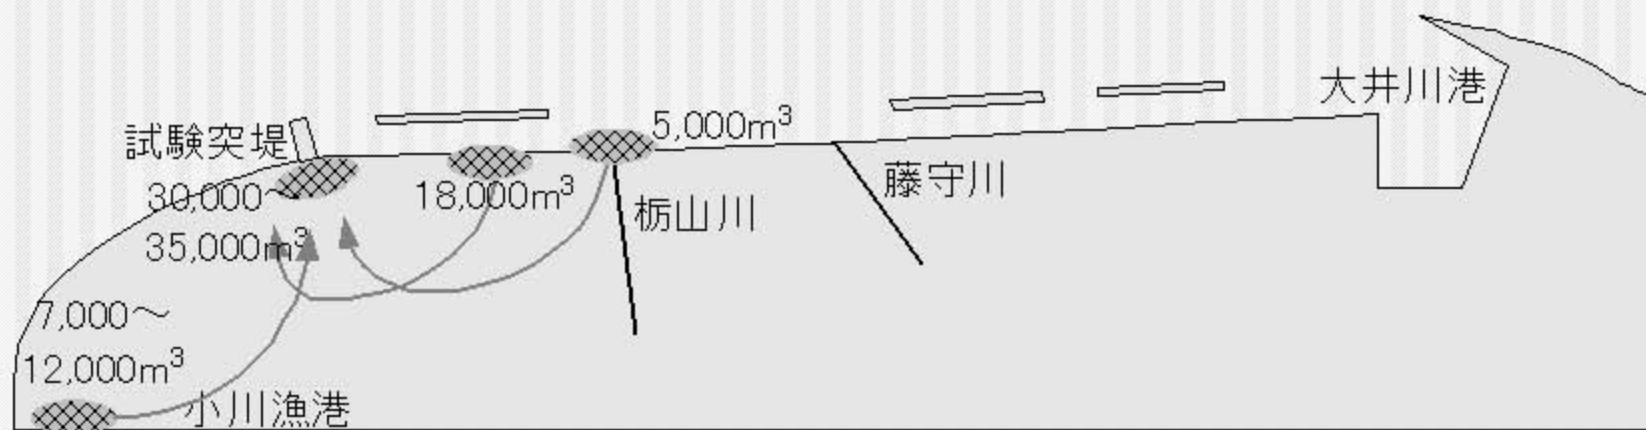 大井川港
5,000m³
試験突堤
30,000～
35,000m³
18,000m³
藤守川
栃山川
7,000～
12,000m³
小川漁港